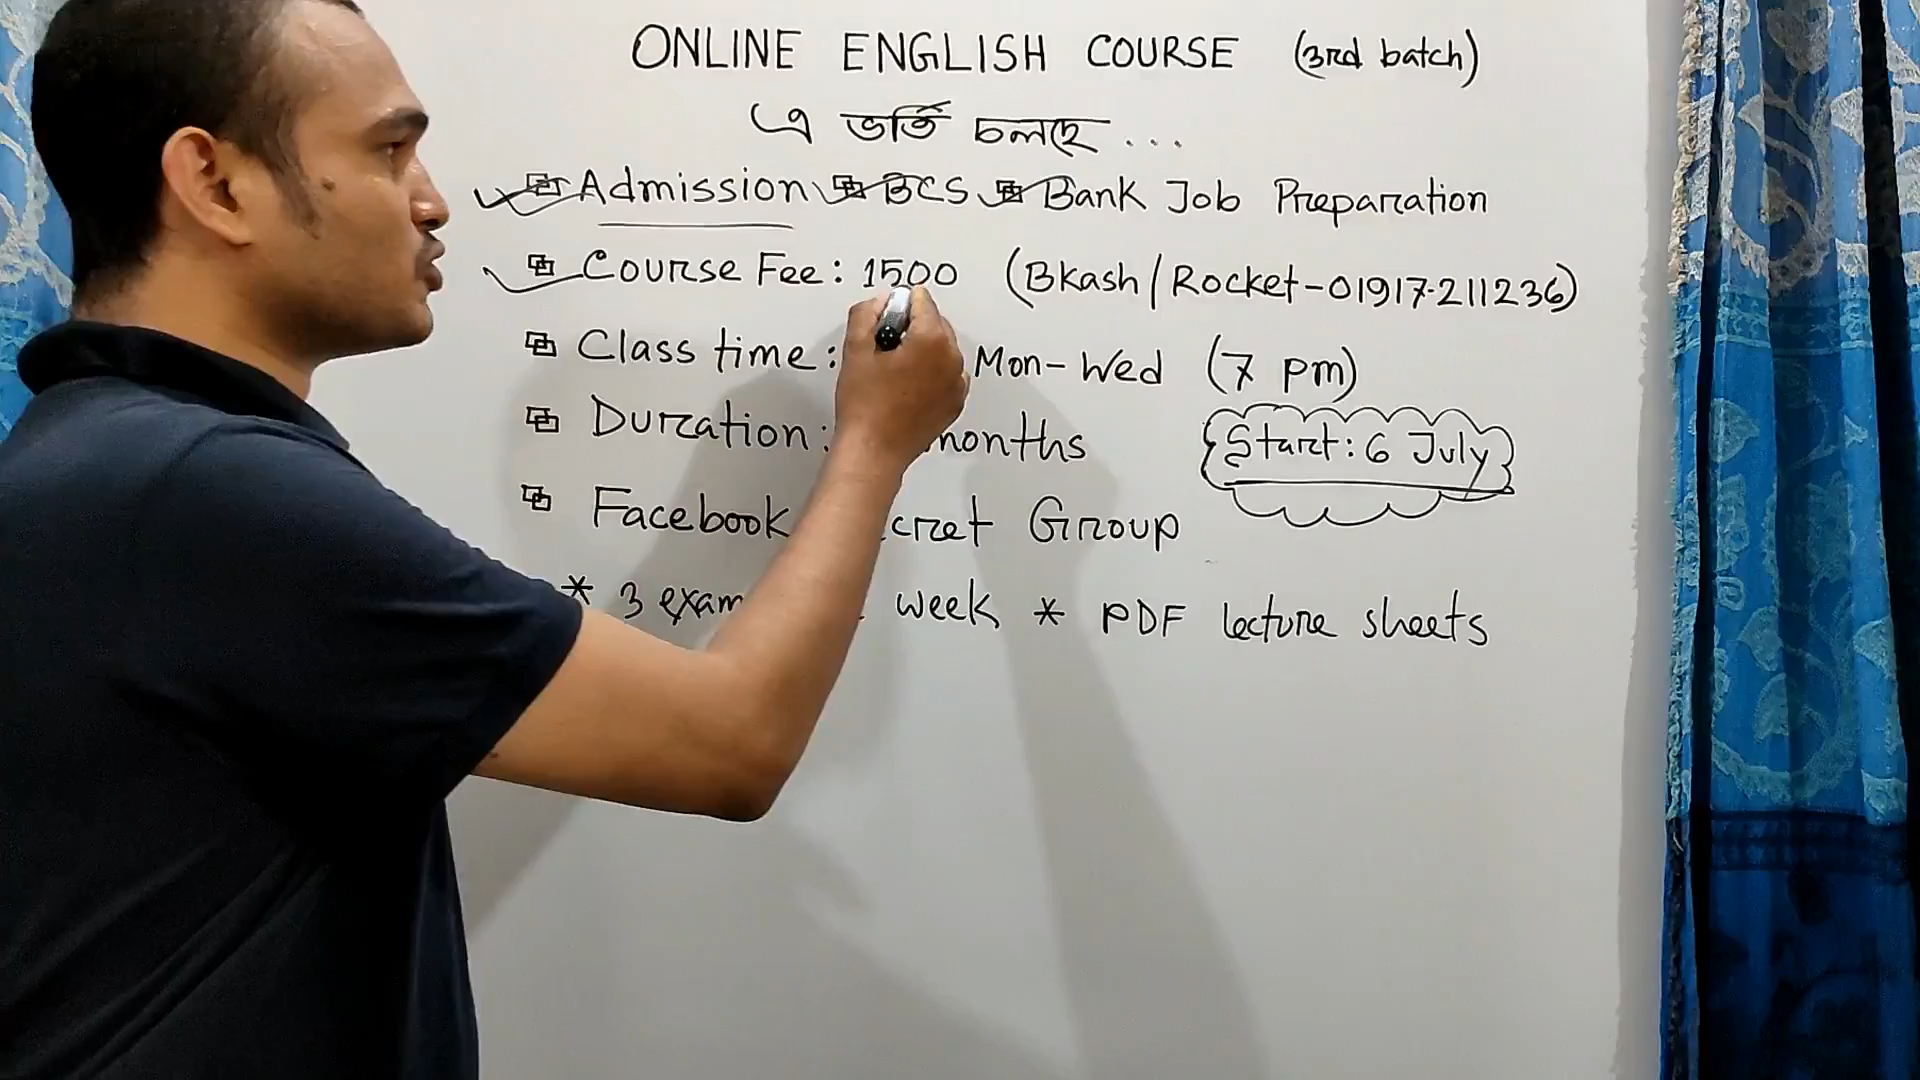 ONLINE ENGLISH COURSE (3rd batch)
এ ভর্তি চলছে...
Admission BCS Bank Job Preparation
Course Fee: 1500 (Bkash/Rocket-01917-211236)
Class time: Mon-Wed (7 pm)
Duration: months
Start: 6 July
Facebook Group
* 3 week * PDF lecture sheets